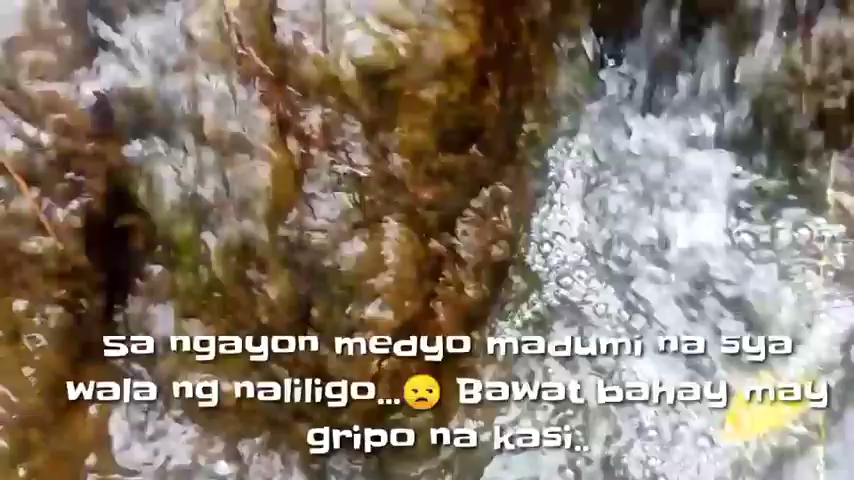 sa ngayon medyo madumi na sya
wala ng naliligo...😞 Bawat bahay may
gripo na kasi..